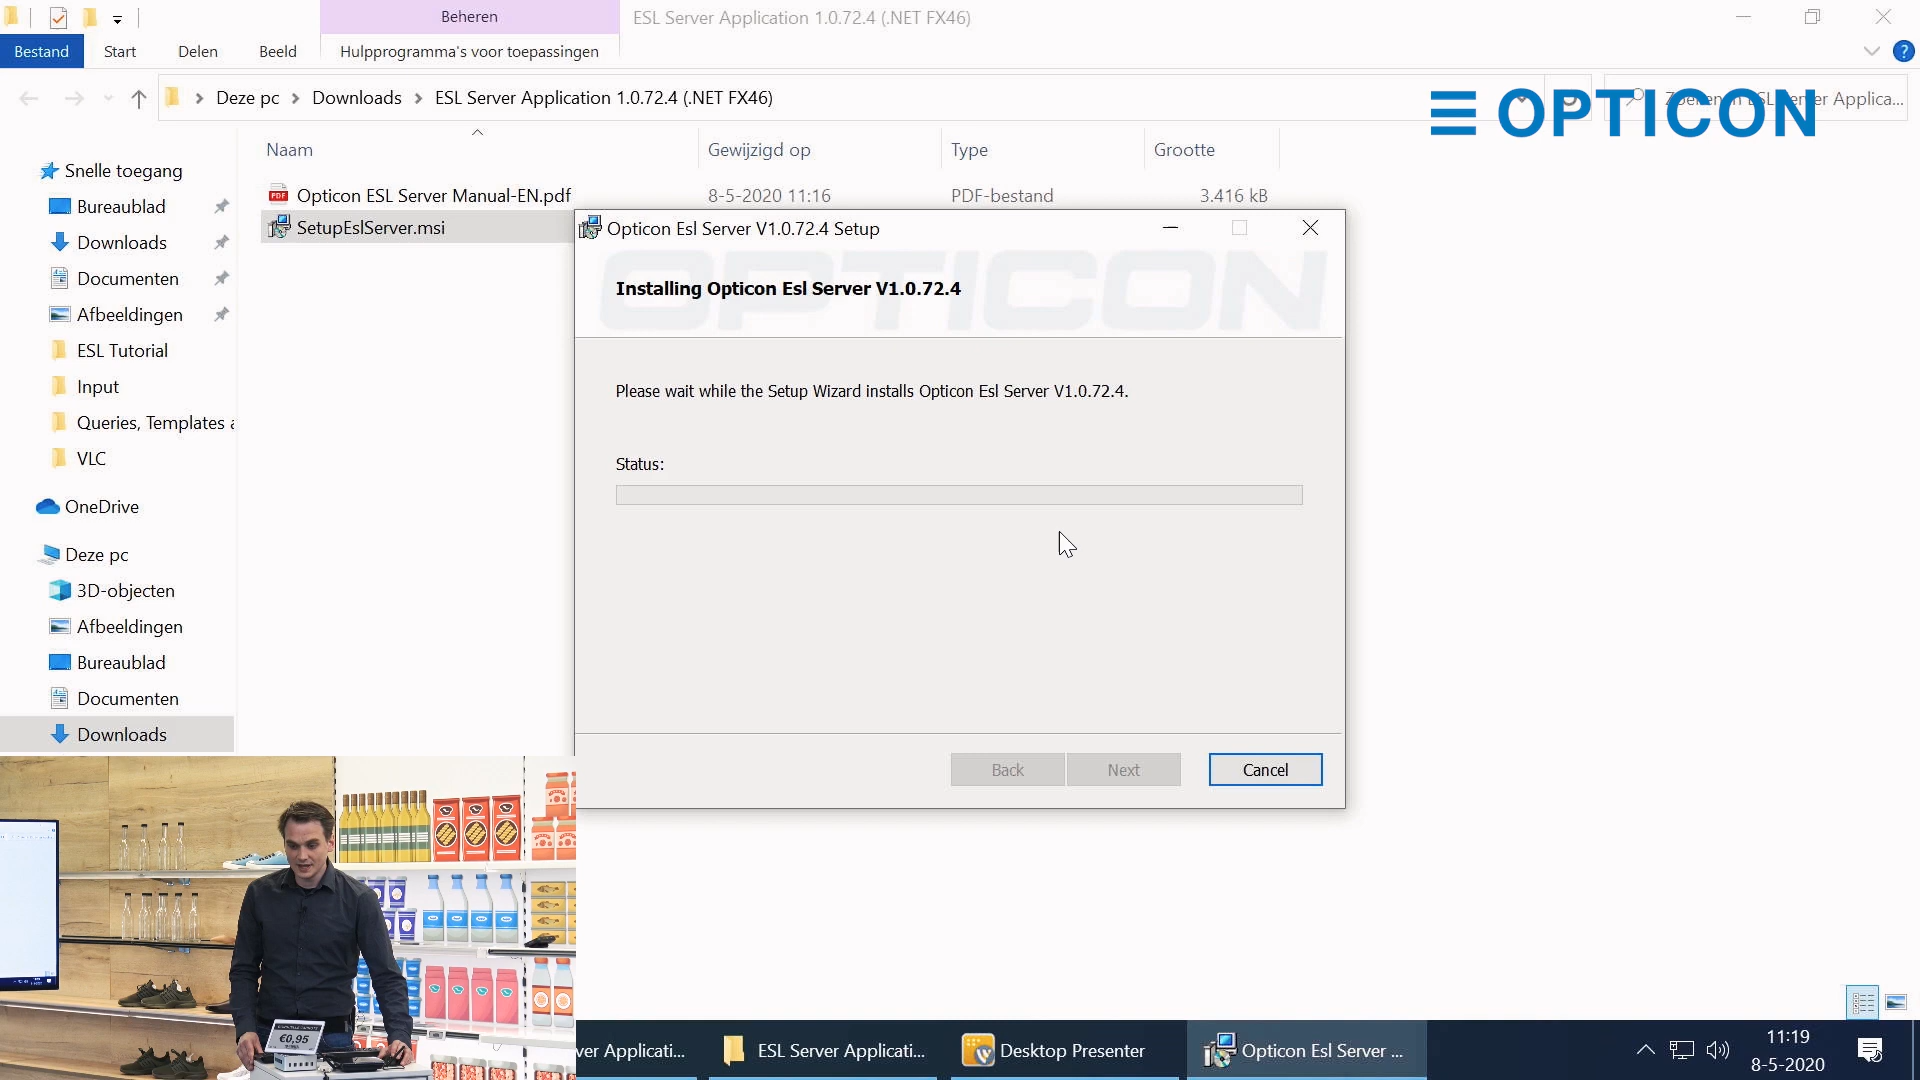 Beheren
ESL Server Application 1.0.72.4 (.NET FX46)
Bestand
Start
Delen
Beeld
Hulpprogramma's voor toepassingen
Deze pc
Downloads
ESL Server Application 1.0.72.4 (.NET FX46)
OPTICON
Naam
Gewijzigd op
Type
Grootte
Opticon ESL Server Manual-EN.pdf
8-5-2020 11:16
PDF-bestand
3.416 kB
SetupEslServer.msi
Snelle toegang
Bureaublad
Downloads
Documenten
Afbeeldingen
ESL Tutorial
Input
Queries, Templates
VLC
OneDrive
Deze pc
3D-objecten
Afbeeldingen
Bureaublad
Documenten
Downloads
Opticon Esl Server V1.0.72.4 Setup
OPTICON
Installing Opticon Esl Server V1.0.72.4
Please wait while the Setup Wizard installs Opticon Esl Server V1.0.72.4.
Status:
Back
Next
Cancel
€0,95
ver Applicati...
ESL Server Applicati...
Desktop Presenter
Opticon Esl Server ...
11:19
8-5-2020